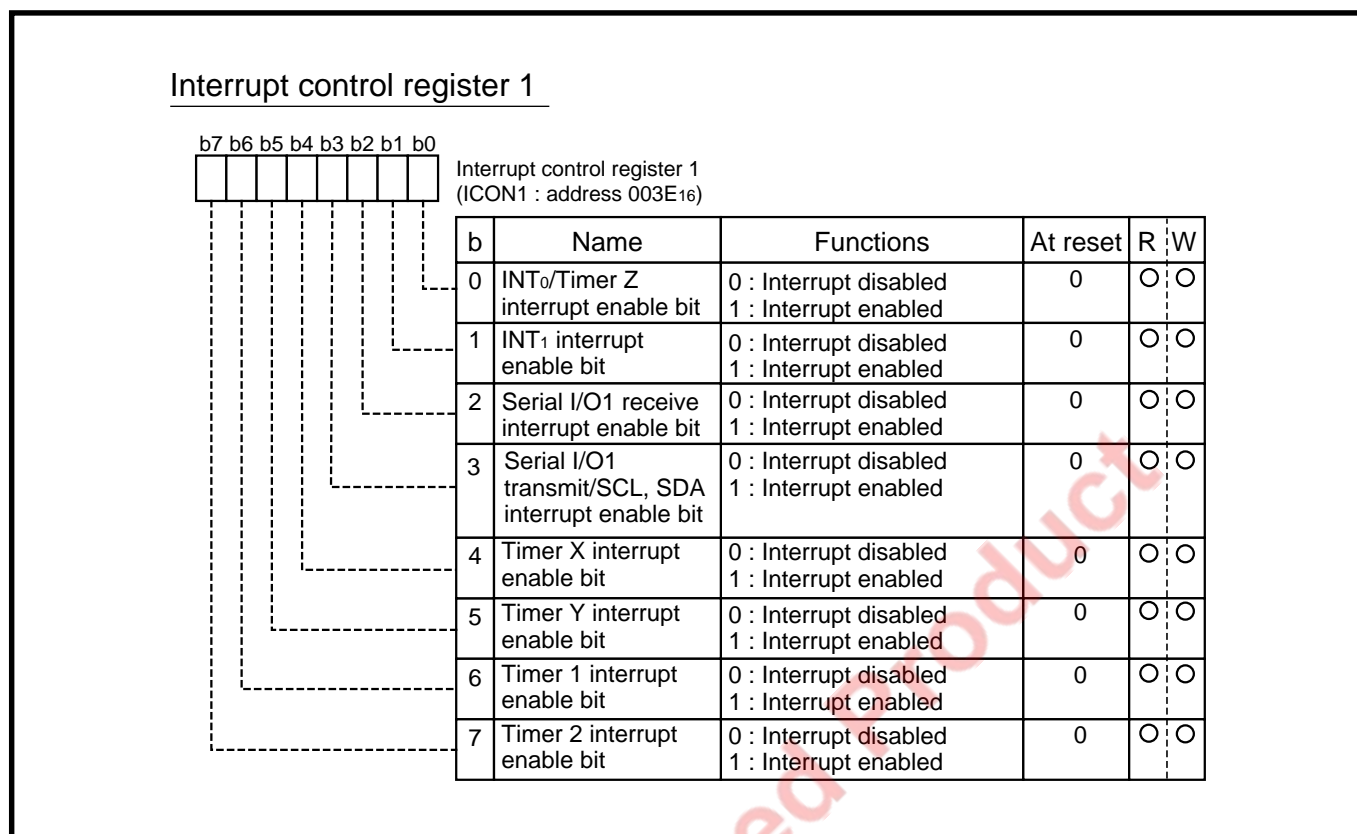 Interrupt control register 1
b7 b6 b5 b4 b3 b2 b1 b0
Interrupt control register 1
(ICON1 : address 003E16)
b Name Functions At reset R W
0 INT0/Timer Z interrupt enable bit 0 : Interrupt disabled 1 : Interrupt enabled 0 O O
1 INT1 interrupt enable bit 0 : Interrupt disabled 1 : Interrupt enabled 0 O O
2 Serial I/O1 receive interrupt enable bit 0 : Interrupt disabled 1 : Interrupt enabled 0 O O
3 Serial I/O1 transmit/SCL, SDA interrupt enable bit 0 : Interrupt disabled 1 : Interrupt enabled 0 O O
4 Timer X interrupt enable bit 0 : Interrupt disabled 1 : Interrupt enabled 0 O O
5 Timer Y interrupt enable bit 0 : Interrupt disabled 1 : Interrupt enabled 0 O O
6 Timer 1 interrupt enable bit 0 : Interrupt disabled 1 : Interrupt enabled 0 O O
7 Timer 2 interrupt enable bit 0 : Interrupt disabled 1 : Interrupt enabled 0 O O
ed Product